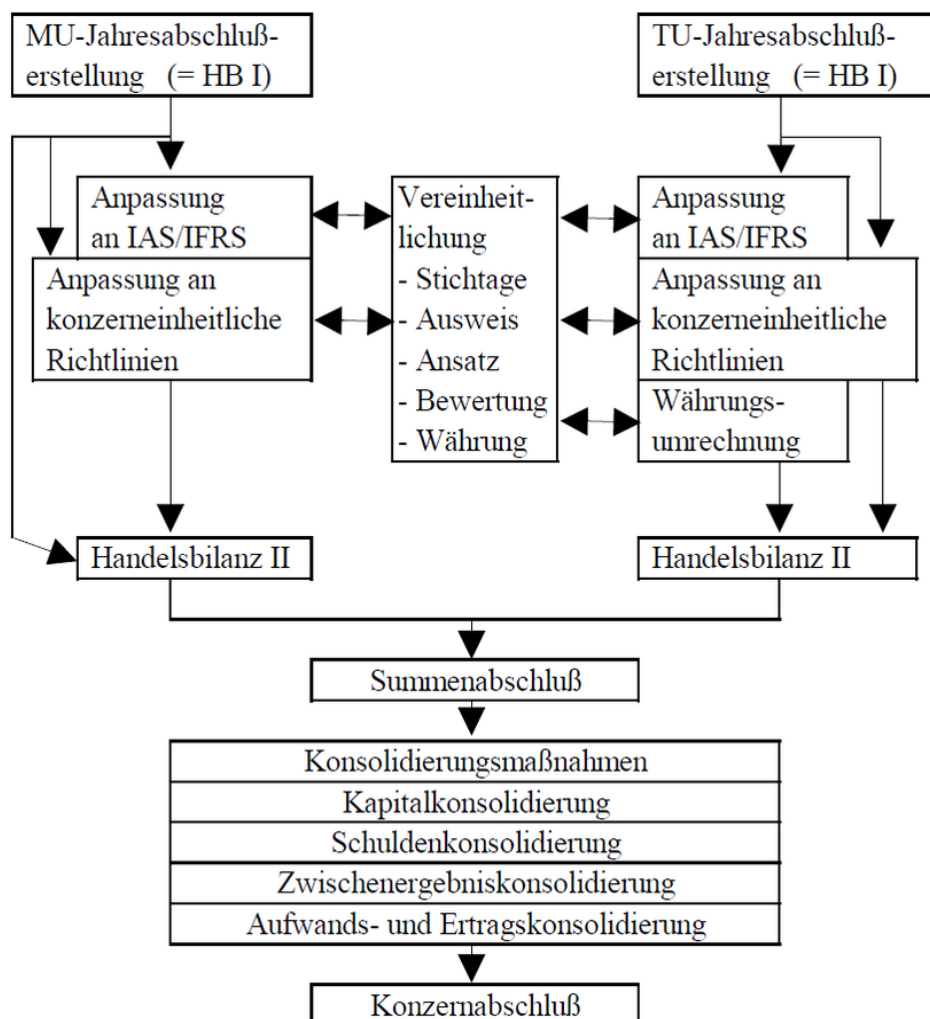 MU-Jahresabschluß-
erstellung (= HB I)
TU-Jahresabschluß-
erstellung (= HB I)
Anpassung
an IAS/IFRS
Anpassung an
konzerneinheitliche
Richtlinien
Vereinheit-
lichung
- Stichtage
- Ausweis
- Ansatz
- Bewertung
- Währung
Anpassung
an IAS/IFRS
Anpassung an
konzerneinheitliche
Richtlinien
Währungs-
umrechnung
Handelsbilanz II
Handelsbilanz II
Summenabschluß
Konsolidierungsmaßnahmen
Kapitalkonsolidierung
Schuldenkonsolidierung
Zwischenergebniskonsolidierung
Aufwands- und Ertragskonsolidierung
Konzernabschluß